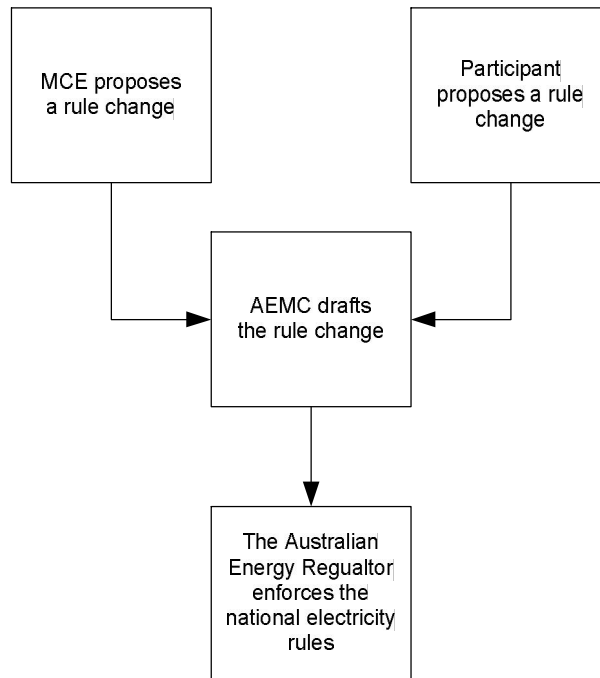 MCE proposes
a rule change
Participant
proposes a rule
change
AEMC drafts
the rule change
The Australian
Energy Regualtor
enforces the
national electricity
rules